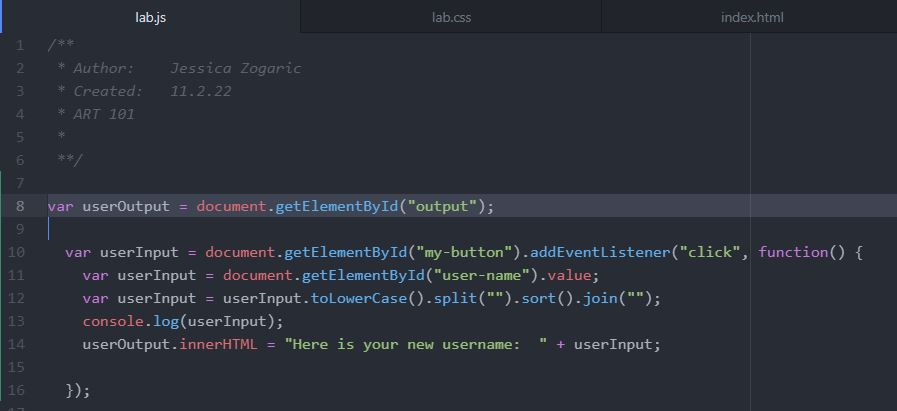 lab.js lab.css index.html
1 /**
2  * Author:    Jessica Zogaric
3  * Created:   11.2.22
4  * ART 101
5  *
6  **/
7
8 var userOutput = document.getElementById("output");
9
10   var userInput = document.getElementById("my-button").addEventListener("click", function() {
11     var userInput = document.getElementById("user-name").value;
12     var userInput = userInput.toLowerCase().split("").sort().join("");
13     console.log(userInput);
14     userOutput.innerHTML = "Here is your new username:  " + userInput;
15
16   });